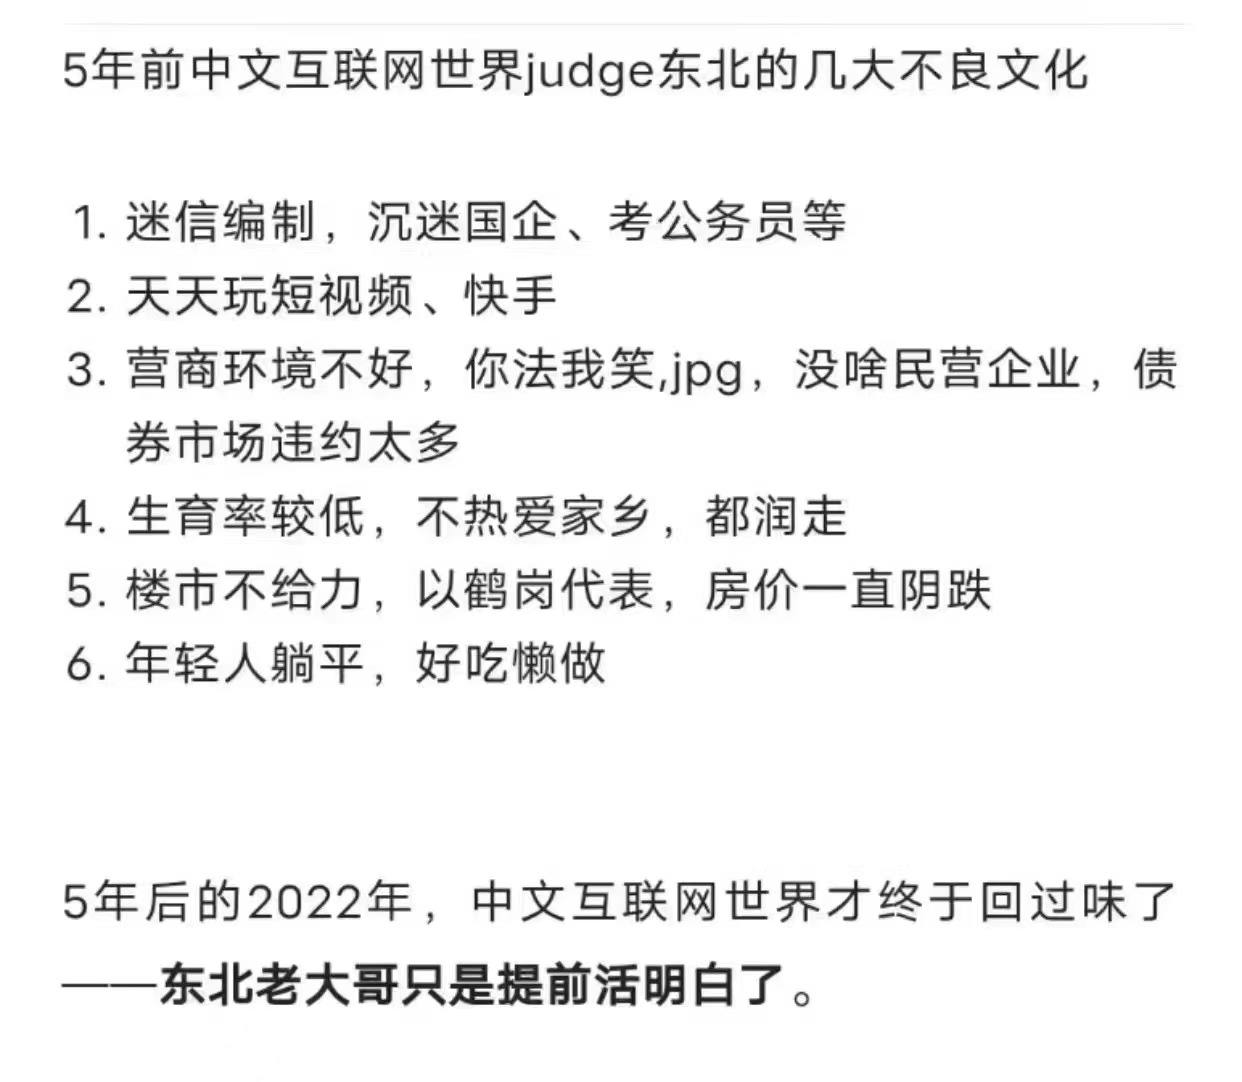 5年前中文互联网世界judge东北的几大不良文化
1. 迷信编制，沉迷国企、考公务员等
2. 天天玩短视频、快手
3. 营商环境不好，你法我笑,jpg，没啥民营企业，债
券市场违约太多
4. 生育率较低，不热爱家乡，都润走
5. 楼市不给力，以鹤岗代表，房价一直阴跌
6. 年轻人躺平，好吃懒做
5年后的2022年，中文互联网世界才终于回过味了
——东北老大哥只是提前活明白了。